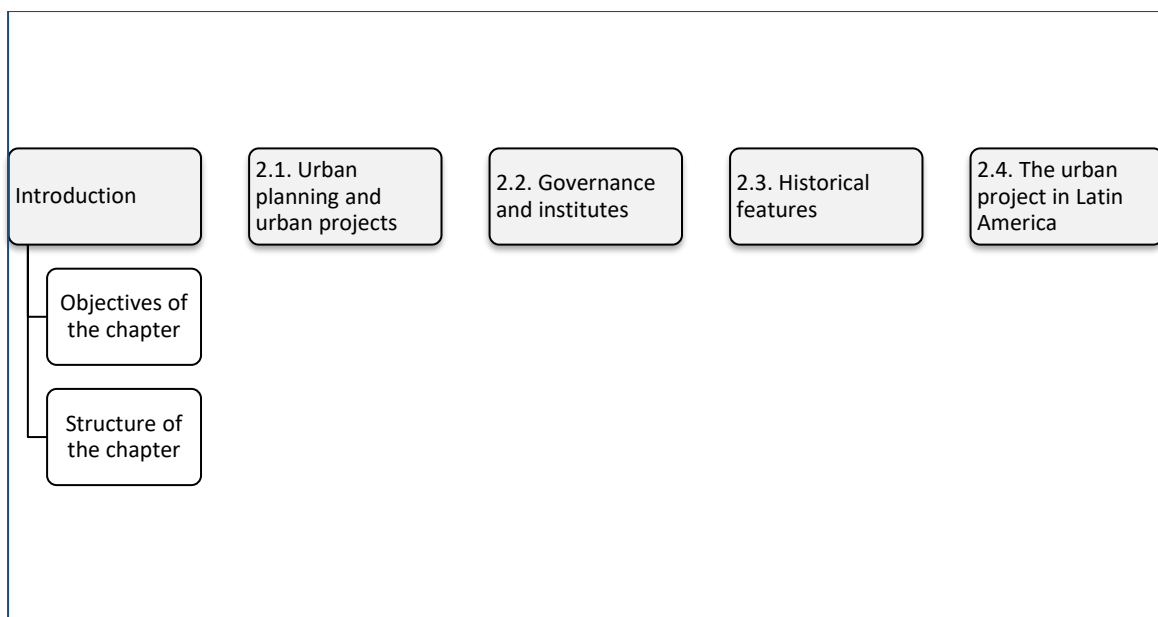 Introduction
2.1. Urban
planning and
urban projects
2.2. Governance
and institutes
2.3. Historical
features
2.4. The urban
project in Latin
America
Objectives of
the chapter
Structure of
the chapter